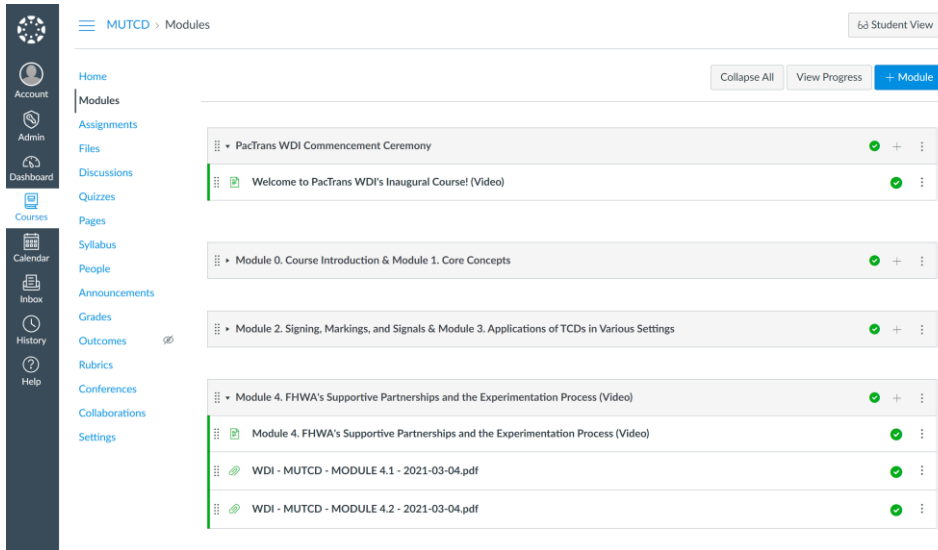 MUTCD > Modules
Student View
Account
Admin
Dashboard
Courses
Calendar
Inbox
History
Help
Home
Modules
Assignments
Files
Discussions
Quizzes
Pages
Syllabus
People
Announcements
Grades
Outcomes
Rubrics
Conferences
Collaborations
Settings
Collapse All
View Progress
+ Module
PacTrans WDI Commencement Ceremony
Welcome to PacTrans WDI's Inaugural Course! (Video)
Module 0. Course Introduction & Module 1. Core Concepts
Module 2. Signing, Markings, and Signals & Module 3. Applications of TCDs in Various Settings
Module 4. FHWA's Supportive Partnerships and the Experimentation Process (Video)
Module 4. FHWA's Supportive Partnerships and the Experimentation Process (Video)
WDI - MUTCD - MODULE 4.1 - 2021-03-04.pdf
WDI - MUTCD - MODULE 4.2 - 2021-03-04.pdf